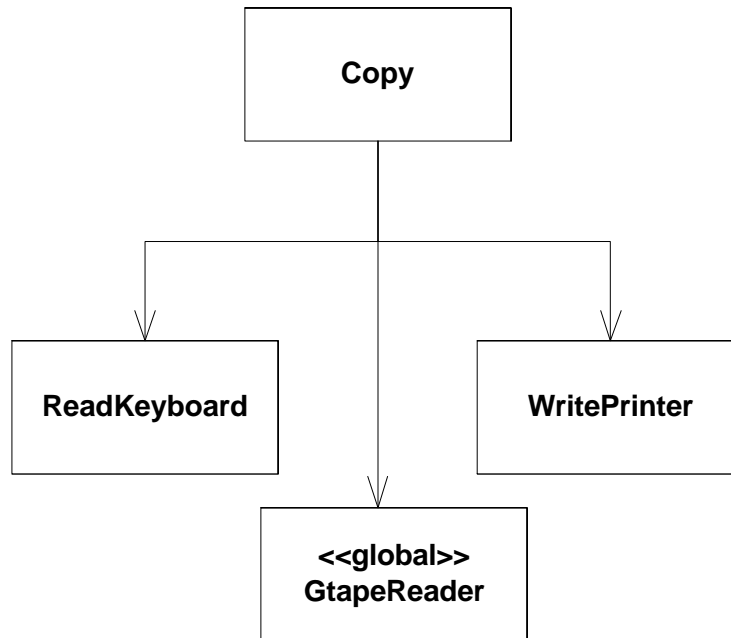 Copy
ReadKeyboard
WritePrinter
<<global>>
GtapeReader